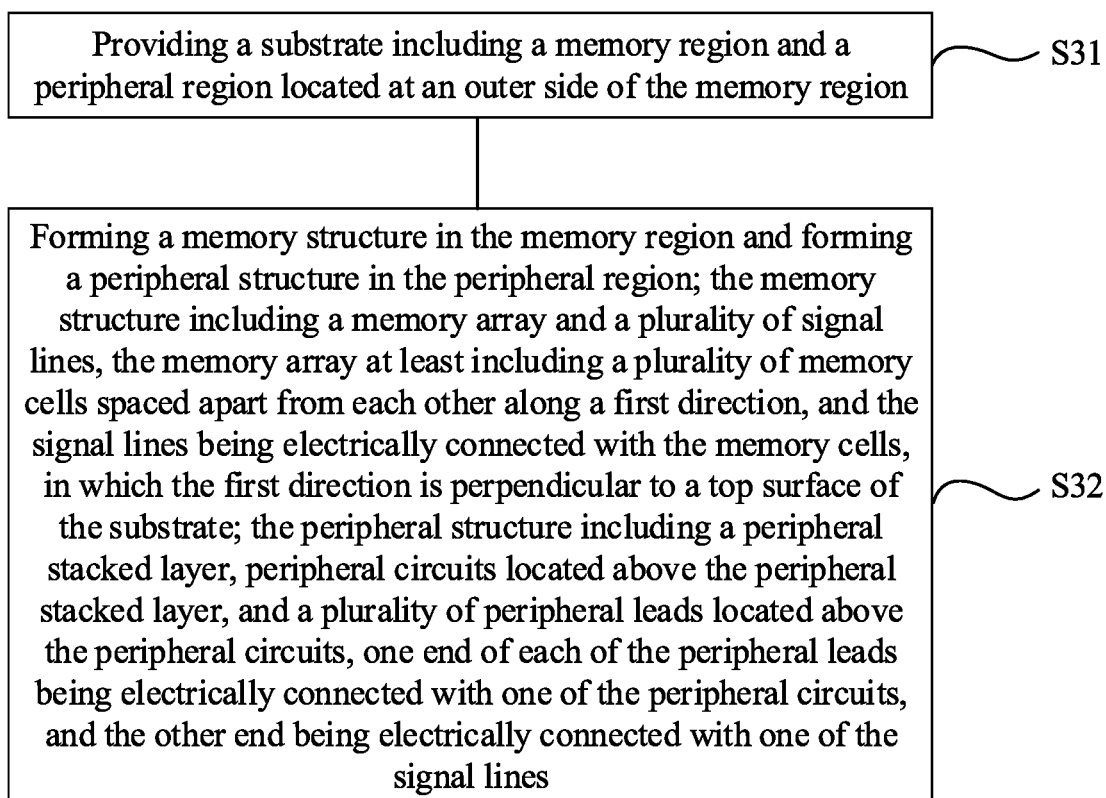 Providing a substrate including a memory region and a
peripheral region located at an outer side of the memory region
S31
Forming a memory structure in the memory region and forming
a peripheral structure in the peripheral region; the memory
structure including a memory array and a plurality of signal
lines, the memory array at least including a plurality of memory
cells spaced apart from each other along a first direction, and the
signal lines being electrically connected with the memory cells,
in which the first direction is perpendicular to a top surface of
the substrate; the peripheral structure including a peripheral
stacked layer, peripheral circuits located above the peripheral
stacked layer, and a plurality of peripheral leads located above
the peripheral circuits, one end of each of the peripheral leads
being electrically connected with one of the peripheral circuits,
and the other end being electrically connected with one of the
signal lines
S32